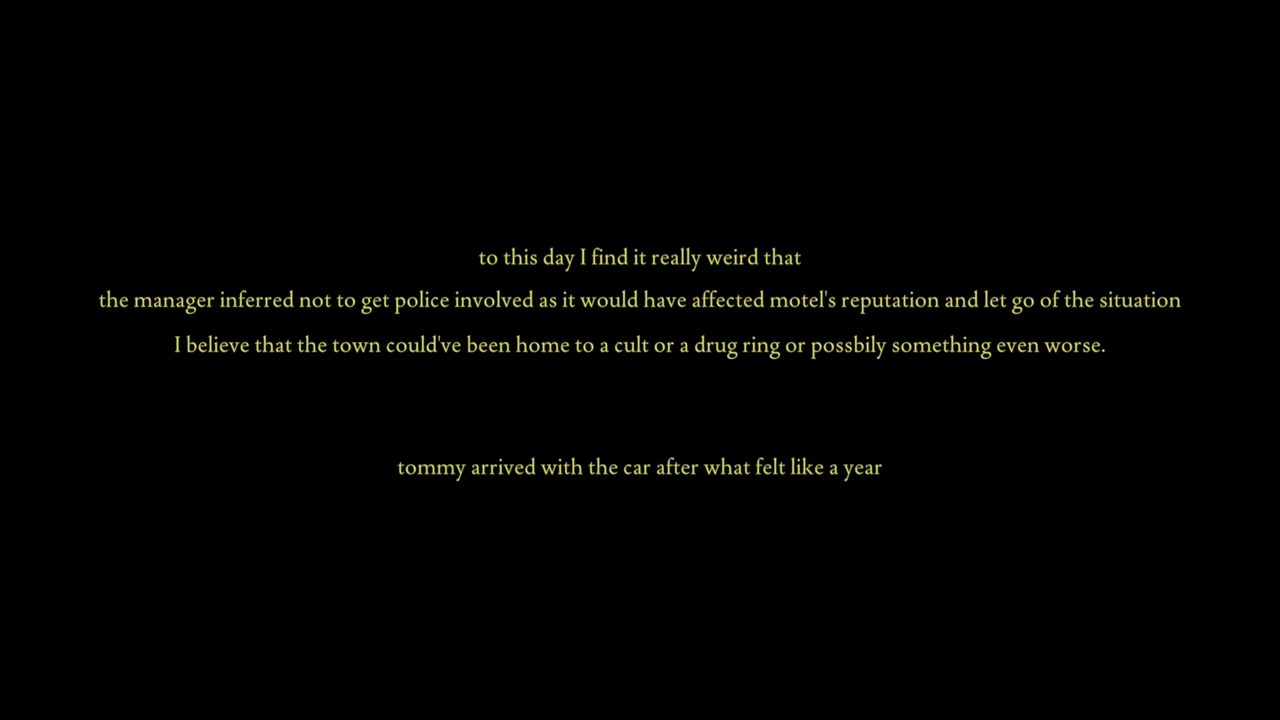 to this day I find it really weird that
the manager inferred not to get police involved as it would have affected motel's reputation and let go of the situation
I believe that the town could've been home to a cult or a drug ring or possbily something even worse.
tommy arrived with the car after what felt like a year